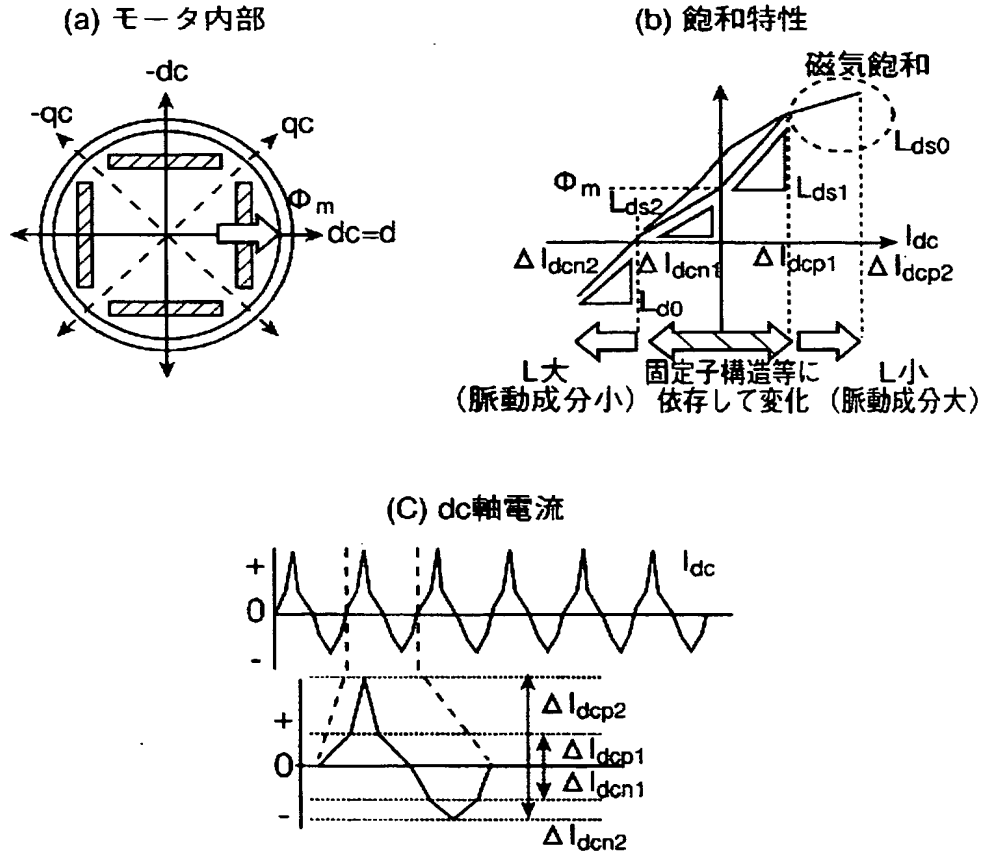 (a) モータ内部
-dc
-qc
qc
Φm
dc=d
(b) 飽和特性
磁気飽和
Lds0
Φm
Lds2
Lds1
Idc
ΔIdcn2
ΔIdcn1
ΔIdcp1
ΔIdcp2
Ld0
L大
(脈動成分小)
固定子構造等に
依存して変化
L小
(脈動成分大)
(C) dc軸電流
+
0
-
Idc
+
0
-
ΔIdcp2
ΔIdcp1
ΔIdcn1
ΔIdcn2